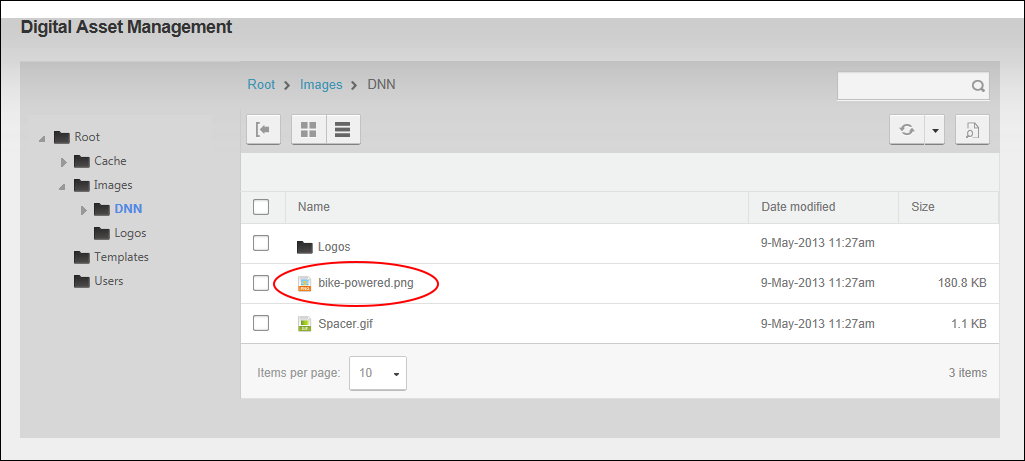 Digital Asset Management
Root > Images > DNN
Root
Cache
Images
DNN
Logos
Templates
Users
Name Date modified Size
Logos 9-May-2013 11:27am
bike-powered.png 9-May-2013 11:27am 180.8 KB
Spacer.gif 9-May-2013 11:27am 1.1 KB
Items per page: 10 3 items